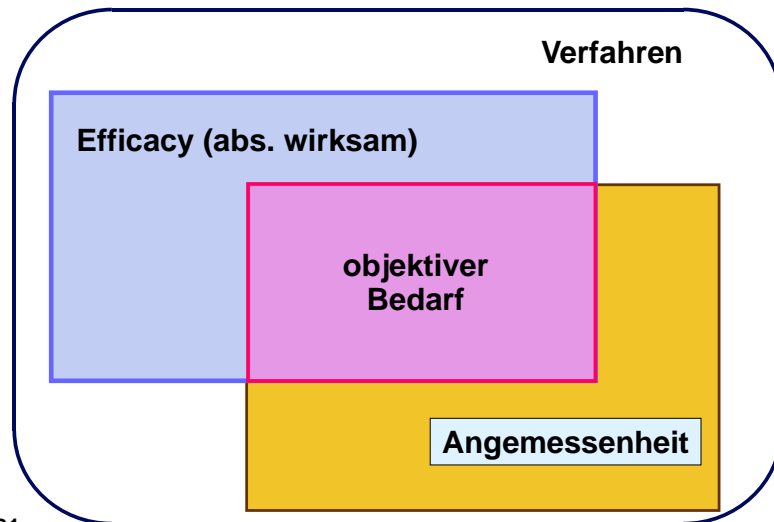 Verfahren
Efficacy (abs. wirksam)
objektiver
Bedarf
Angemessenheit